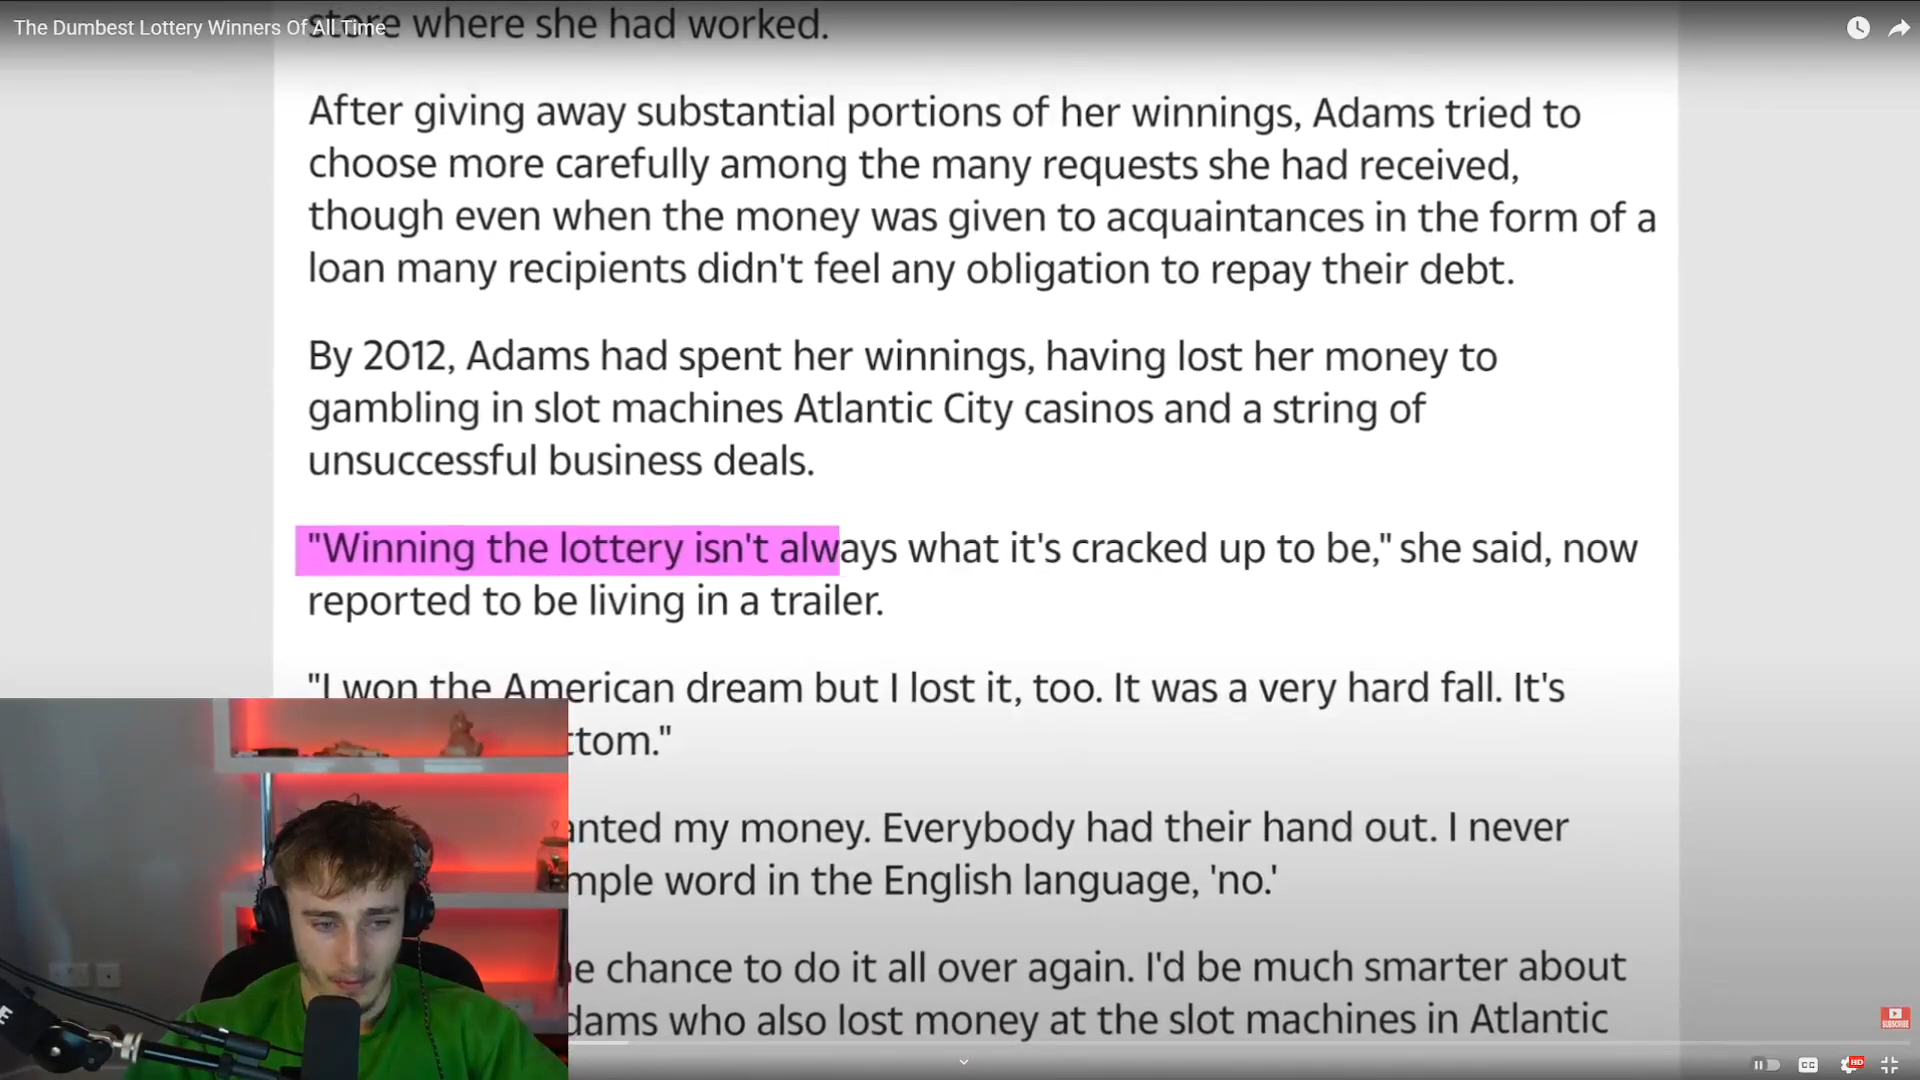 The Dumbest Lottery Winners Of All Time
store where she had worked.
After giving away substantial portions of her winnings, Adams tried to
choose more carefully among the many requests she had received,
though even when the money was given to acquaintances in the form of a
loan many recipients didn't feel any obligation to repay their debt.
By 2012, Adams had spent her winnings, having lost her money to
gambling in slot machines Atlantic City casinos and a string of
unsuccessful business deals.
"Winning the lottery isn't always what it's cracked up to be," she said, now
reported to be living in a trailer.
"I won the American dream but I lost it, too. It was a very hard fall. It's
my money. Everybody had their hand out. I never
word in the English language, 'no.'
chance to do it all over again. I'd be much smarter about
who also lost money at the slot machines in Atlantic
SUBSCRIBE
CC
HD